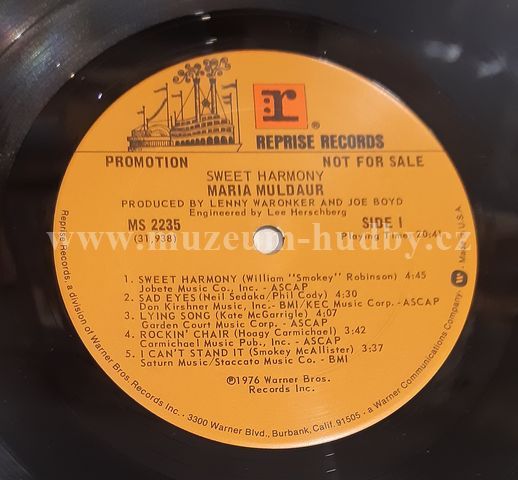 r
®
REPRISE RECORDS
PROMOTION NOT FOR SALE
SWEET HARMONY
MARIA MULDAUR
PRODUCED BY LENNY WARONKER AND JOE BOYD
Engineered by Lee Herschberg
MS 2235 SIDE 1
(31,938) Playing Time: 20:41
www.muzeum-hudby.cz
1. SWEET HARMONY (William "Smokey" Robinson) 4:45
Jobete Music Co., Inc. - ASCAP
2. SAD EYES (Neil Sedaka/Phil Cody) 4:30
Don Kirshner Music, Inc.- BMI/KEC Music Corp. -ASCAP
3. LYING SONG (Kate McGarrigle) 4:07
Garden Court Music Corp. - ASCAP
4. ROCKIN' CHAIR (Hoagy Carmichael) 3:42
Carmichael Music Pub., Inc. - ASCAP
5. I CAN'T STAND IT (Smokey McAllister) 3:37
Saturn Music/Staccato Music Co. - BMI
℗1976 Warner Bros.
Records Inc.
Reprise Records, a division of Warner Bros. Records Inc. · 3300 Warner Blvd., Burbank, Calif. 91505 · a Warner Communications Company W · Made in U.S.A.